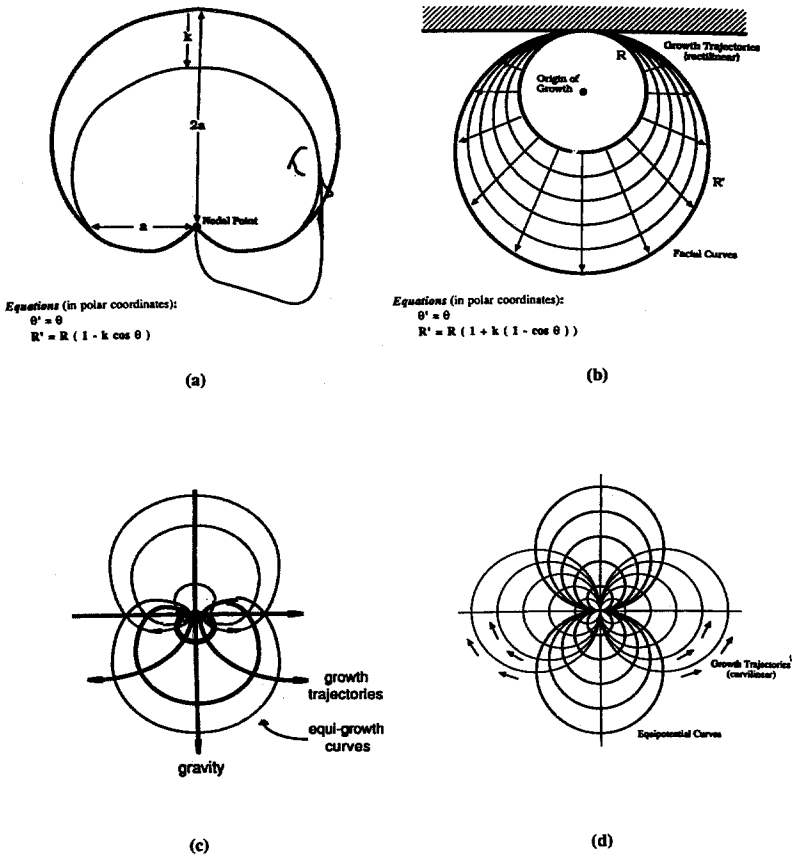 k
2a
a
Nodal Point
Equations (in polar coordinates):
θ' = θ
R' = R ( 1 - k cos θ )
(a)
Growth Trajectories
(rectilinear)
R
Origin of
Growth
R'
Facial Curves
Equations (in polar coordinates):
θ' = θ
R' = R ( 1 + k ( 1 - cos θ ) )
(b)
growth
trajectories
equi-growth
curves
gravity
(c)
Growth Trajectories
(curvilinear)
Equipotential Curves
(d)